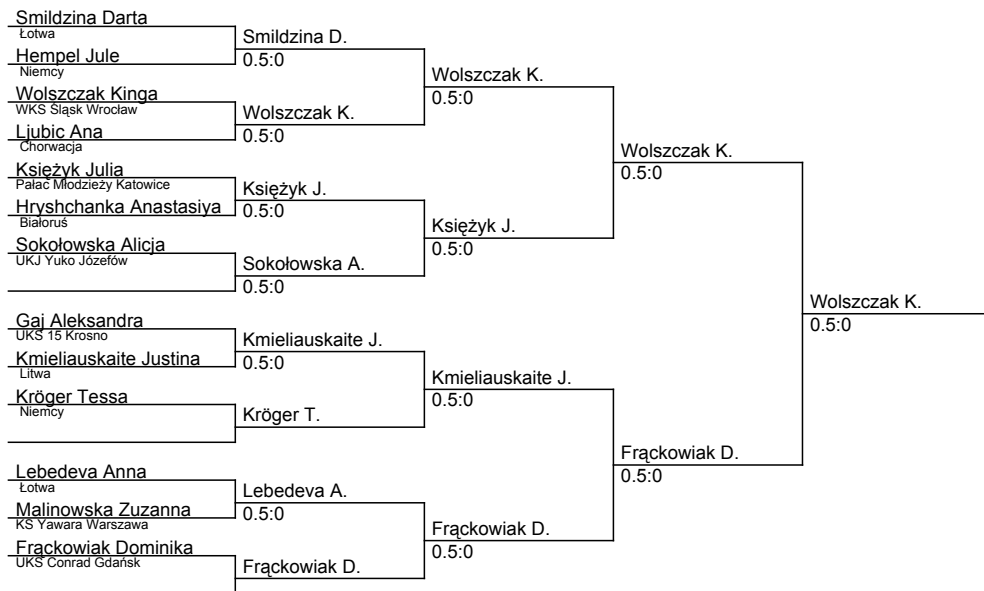 Smildzina Darta
Łotwa
Hempel Jule
Niemcy
Wolszczak Kinga
WKS Śląsk Wrocław
Ljubic Ana
Chorwacja
Księżyk Julia
Pałac Młodzieży Katowice
Hryshchanka Anastasiya
Białoruś
Sokołowska Alicja
UKJ Yuko Józefów
Gaj Aleksandra
UKS 15 Krosno
Kmieliauskaite Justina
Litwa
Kröger Tessa
Niemcy
Lebedeva Anna
Łotwa
Malinowska Zuzanna
KS Yawara Warszawa
Frąckowiak Dominika
UKS Conrad Gdańsk
Smildzina D.
0.5:0
Wolszczak K.
Księżyk J.
0.5:0
Sokołowska A.
0.5:0
Kmieliauskaite J.
0.5:0
Kröger T.
Lebedeva A.
0.5:0
Frąckowiak D.
Wolszczak K.
0.5:0
Księżyk J.
0.5:0
Kmieliauskaite J.
0.5:0
Frąckowiak D.
0.5:0
Wolszczak K.
0.5:0
Frąckowiak D.
0.5:0
Wolszczak K.
0.5:0